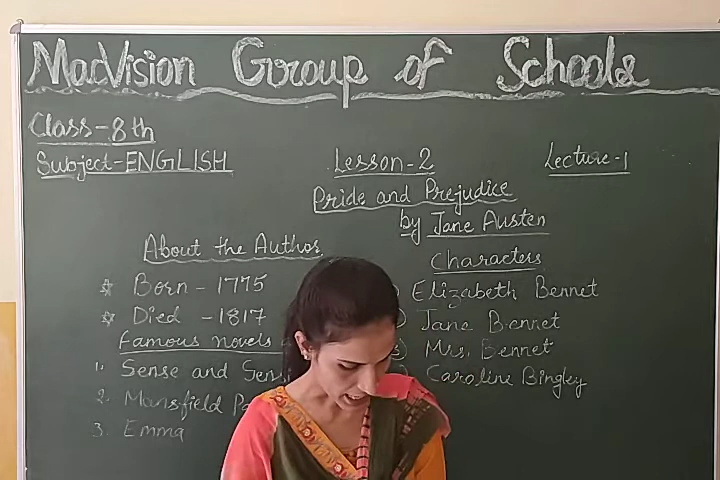 MacVision Group of Schools
Class-8th
Subject-ENGLISH Lesson-2 Lecture-1
Pride and Prejudice
by Jane Austen
About the Author
Born - 1775
Died - 1817
Famous novels
1. Sense and
2. Mansfield
3. Emma
Characters
Elizabeth Bennet
Jane Bennet
Mrs. Bennet
Caroline Bingley